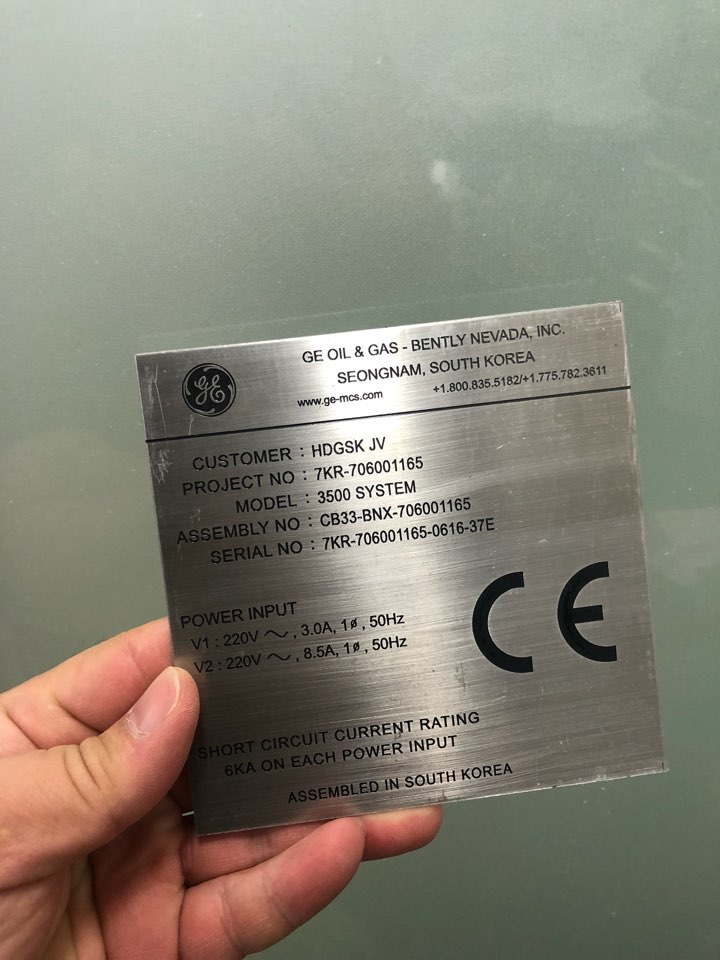 GE
GE OIL & GAS - BENTLY NEVADA, INC.
SEONGNAM, SOUTH KOREA
www.ge-mcs.com +1.800.835.5182/+1.775.782.3611
CUSTOMER : HDGSK JV
PROJECT NO : 7KR-706001165
MODEL : 3500 SYSTEM
ASSEMBLY NO : CB33-BNX-706001165
SERIAL NO : 7KR-706001165-0616-37E
POWER INPUT
V1 : 220V ~, 3.0A, 1ø, 50Hz
V2 : 220V ~, 8.5A, 1ø, 50Hz
CE
SHORT CIRCUIT CURRENT RATING
6KA ON EACH POWER INPUT
ASSEMBLED IN SOUTH KOREA